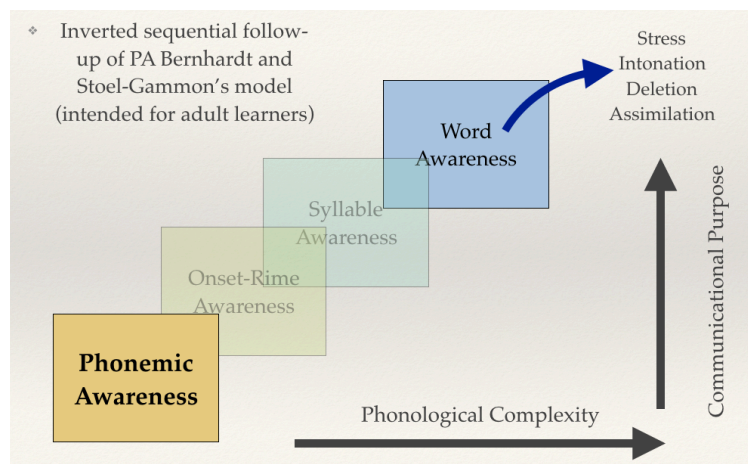 Inverted sequential follow-
up of PA Bernhardt and
Stoel-Gammon's model
(intended for adult learners)
Stress
Intonation
Deletion
Assimilation
Word
Awareness
Syllable
Awareness
Onset-Rime
Awareness
Phonemic
Awareness
Phonological Complexity
Communicational Purpose